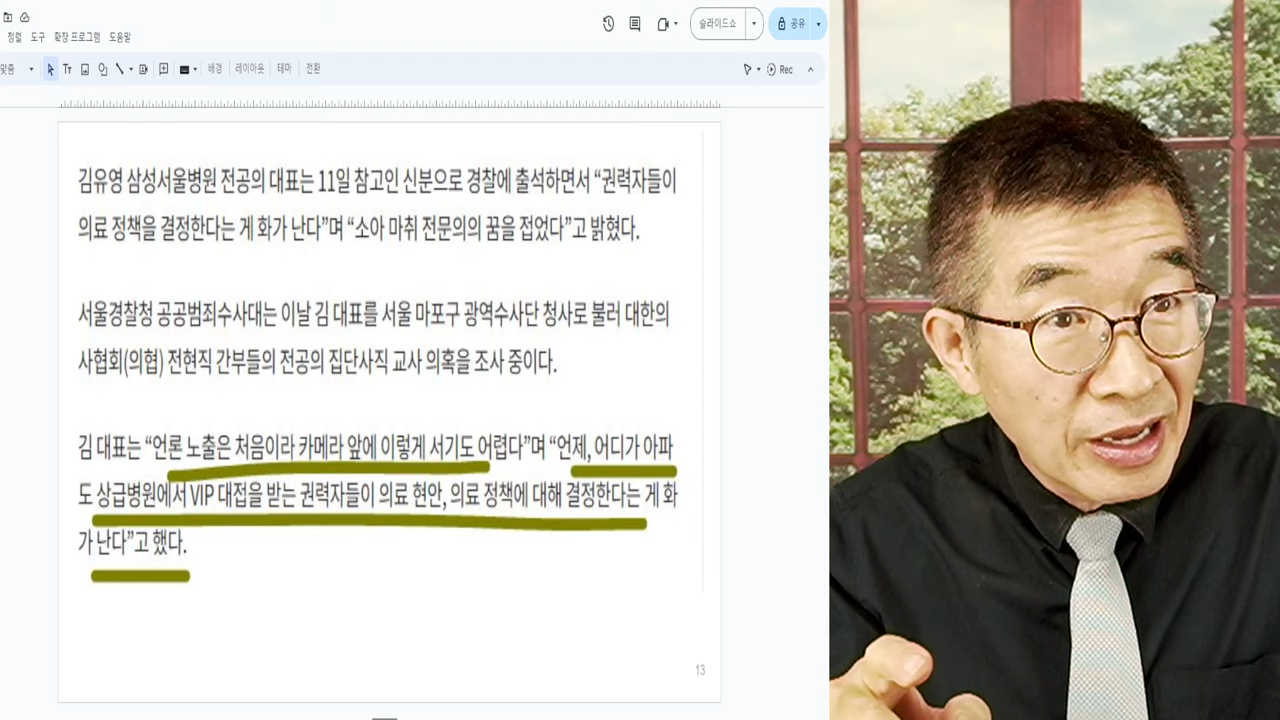 정렬 도구 확장 프로그램 도움말
슬라이드쇼
공유
맞춤
Tт
배경 레이아웃 테마 전환
Rec
김유영 삼성서울병원 전공의 대표는 11일 참고인 신분으로 경찰에 출석하면서 “권력자들이
의료 정책을 결정한다는 게 화가 난다”며 “소아 마취 전문의의 꿈을 접었다”고 밝혔다.
서울경찰청 공공범죄수사대는 이날 김 대표를 서울 마포구 광역수사단 청사로 불러 대한의
사협회(의협) 전현직 간부들의 전공의 집단사직 교사 의혹을 조사 중이다.
김 대표는 “언론 노출은 처음이라 카메라 앞에 이렇게 서기도 어렵다”며 “언제, 어디가 아파
도 상급병원에서 VIP 대접을 받는 권력자들이 의료 현안, 의료 정책에 대해 결정한다는 게 화
가 난다”고 했다.
13